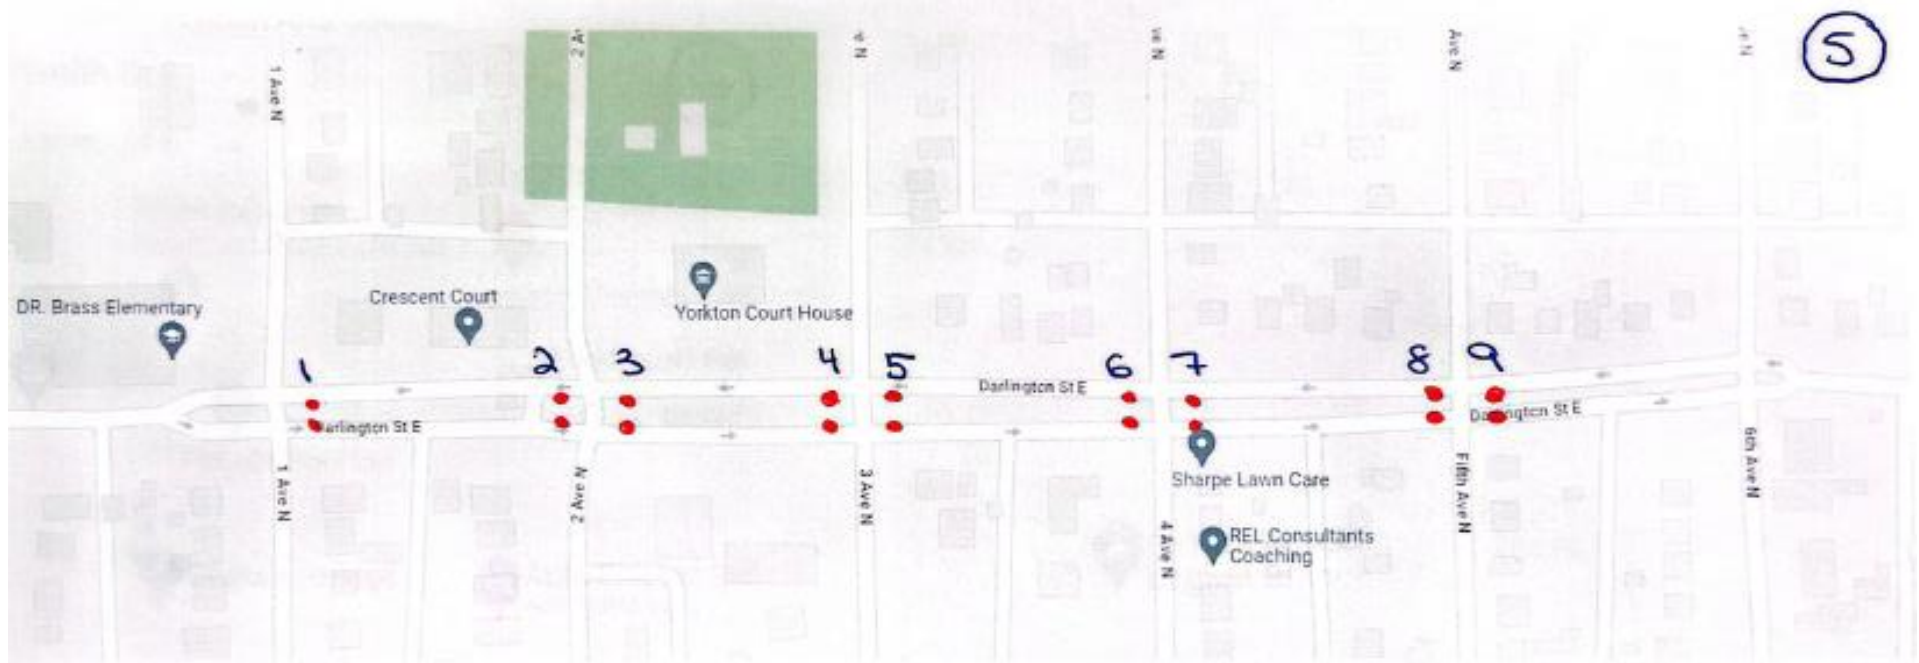 5
2 A
e N
ve N
Ave N
1 Ave N
Crescent Court
DR. Brass Elementary
Yorkton Court House
1
2
3
4
5
6
7
8
9
Darlington St E
Darlington St E
Darlington St E
1 Ave N
2 Ave N
3 Ave N
4 Ave N
Fifth Ave N
6th Ave N
Sharpe Lawn Care
REL Consultants
Coaching